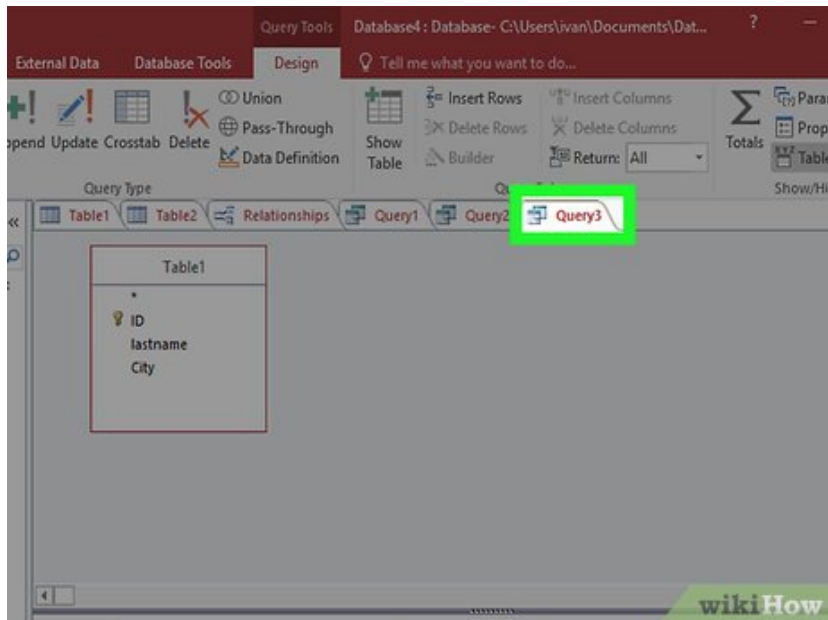 Query Tools Database4 : Database- C:\Users\ivan\Documents\Dat... ?
External Data Database Tools Design Tell me what you want to do...
Update Crosstab Delete
Union
Pass-Through
Data Definition
Query Type
Show Table
Insert Rows
Delete Rows
Builder
Insert Columns
Delete Columns
Return: All
Totals
Show/Hi
Table1 Table2 Relationships Query1 Query2 Query3
Table1
*
ID
lastname
City
wikiHow